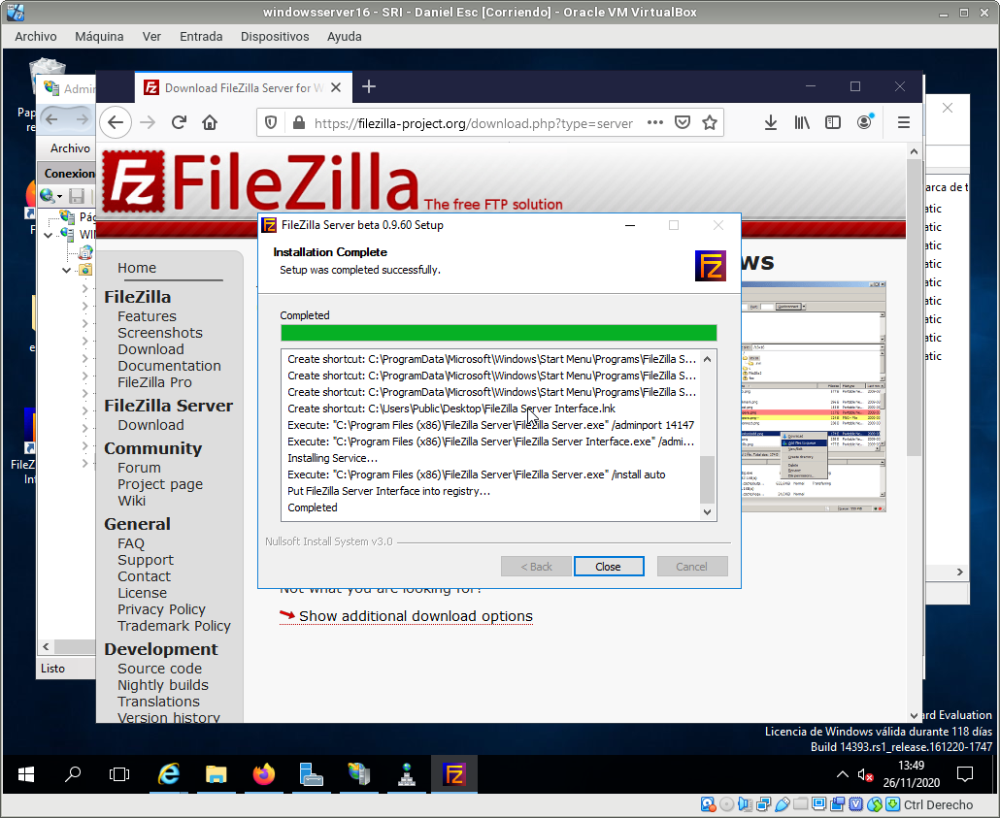 windowsserver16 - SRI - Daniel Esc [Corriendo] - Oracle VM VirtualBox
Archivo Máquina Ver Entrada Dispositivos Ayuda
Admir
Download FileZilla Server for W
https://filezilla-project.org/download.php?type=server
Archivo
Conexion
FileZilla
The free FTP solution
FileZilla Server beta 0.9.60 Setup
Installation Complete
Setup was completed successfully.
Completed
Create shortcut: C:\ProgramData\Microsoft\Windows\Start Menu\Programs\FileZilla S...
Create shortcut: C:\ProgramData\Microsoft\Windows\Start Menu\Programs\FileZilla S...
Create shortcut: C:\ProgramData\Microsoft\Windows\Start Menu\Programs\FileZilla S...
Create shortcut: C:\Users\Public\Desktop\FileZilla Server Interface.lnk
Execute: "C:\Program Files (x86)\FileZilla Server\FileZilla Server.exe" /adminport 14147
Execute: "C:\Program Files (x86)\FileZilla Server\FileZilla Server Interface.exe" /admi...
Installing Service...
Execute: "C:\Program Files (x86)\FileZilla Server\FileZilla Server.exe" /install auto
Put FileZilla Server Interface into registry...
Completed
Nullsoft Install System v3.0
< Back Close Cancel
Home
FileZilla
Features
Screenshots
Download
Documentation
FileZilla Pro
FileZilla Server
Download
Community
Forum
Project page
Wiki
General
FAQ
Support
Contact
License
Privacy Policy
Trademark Policy
Development
Source code
Nightly builds
Translations
Version history
ows
Not what you are looking for?
Show additional download options
arca de t
atic
atic
atic
atic
atic
atic
atic
atic
atic
Listo
ard Evaluation
Licencia de Windows válida durante 118 días
Build 14393.rs1_release.161220-1747
13:49
26/11/2020
Ctrl Derecho